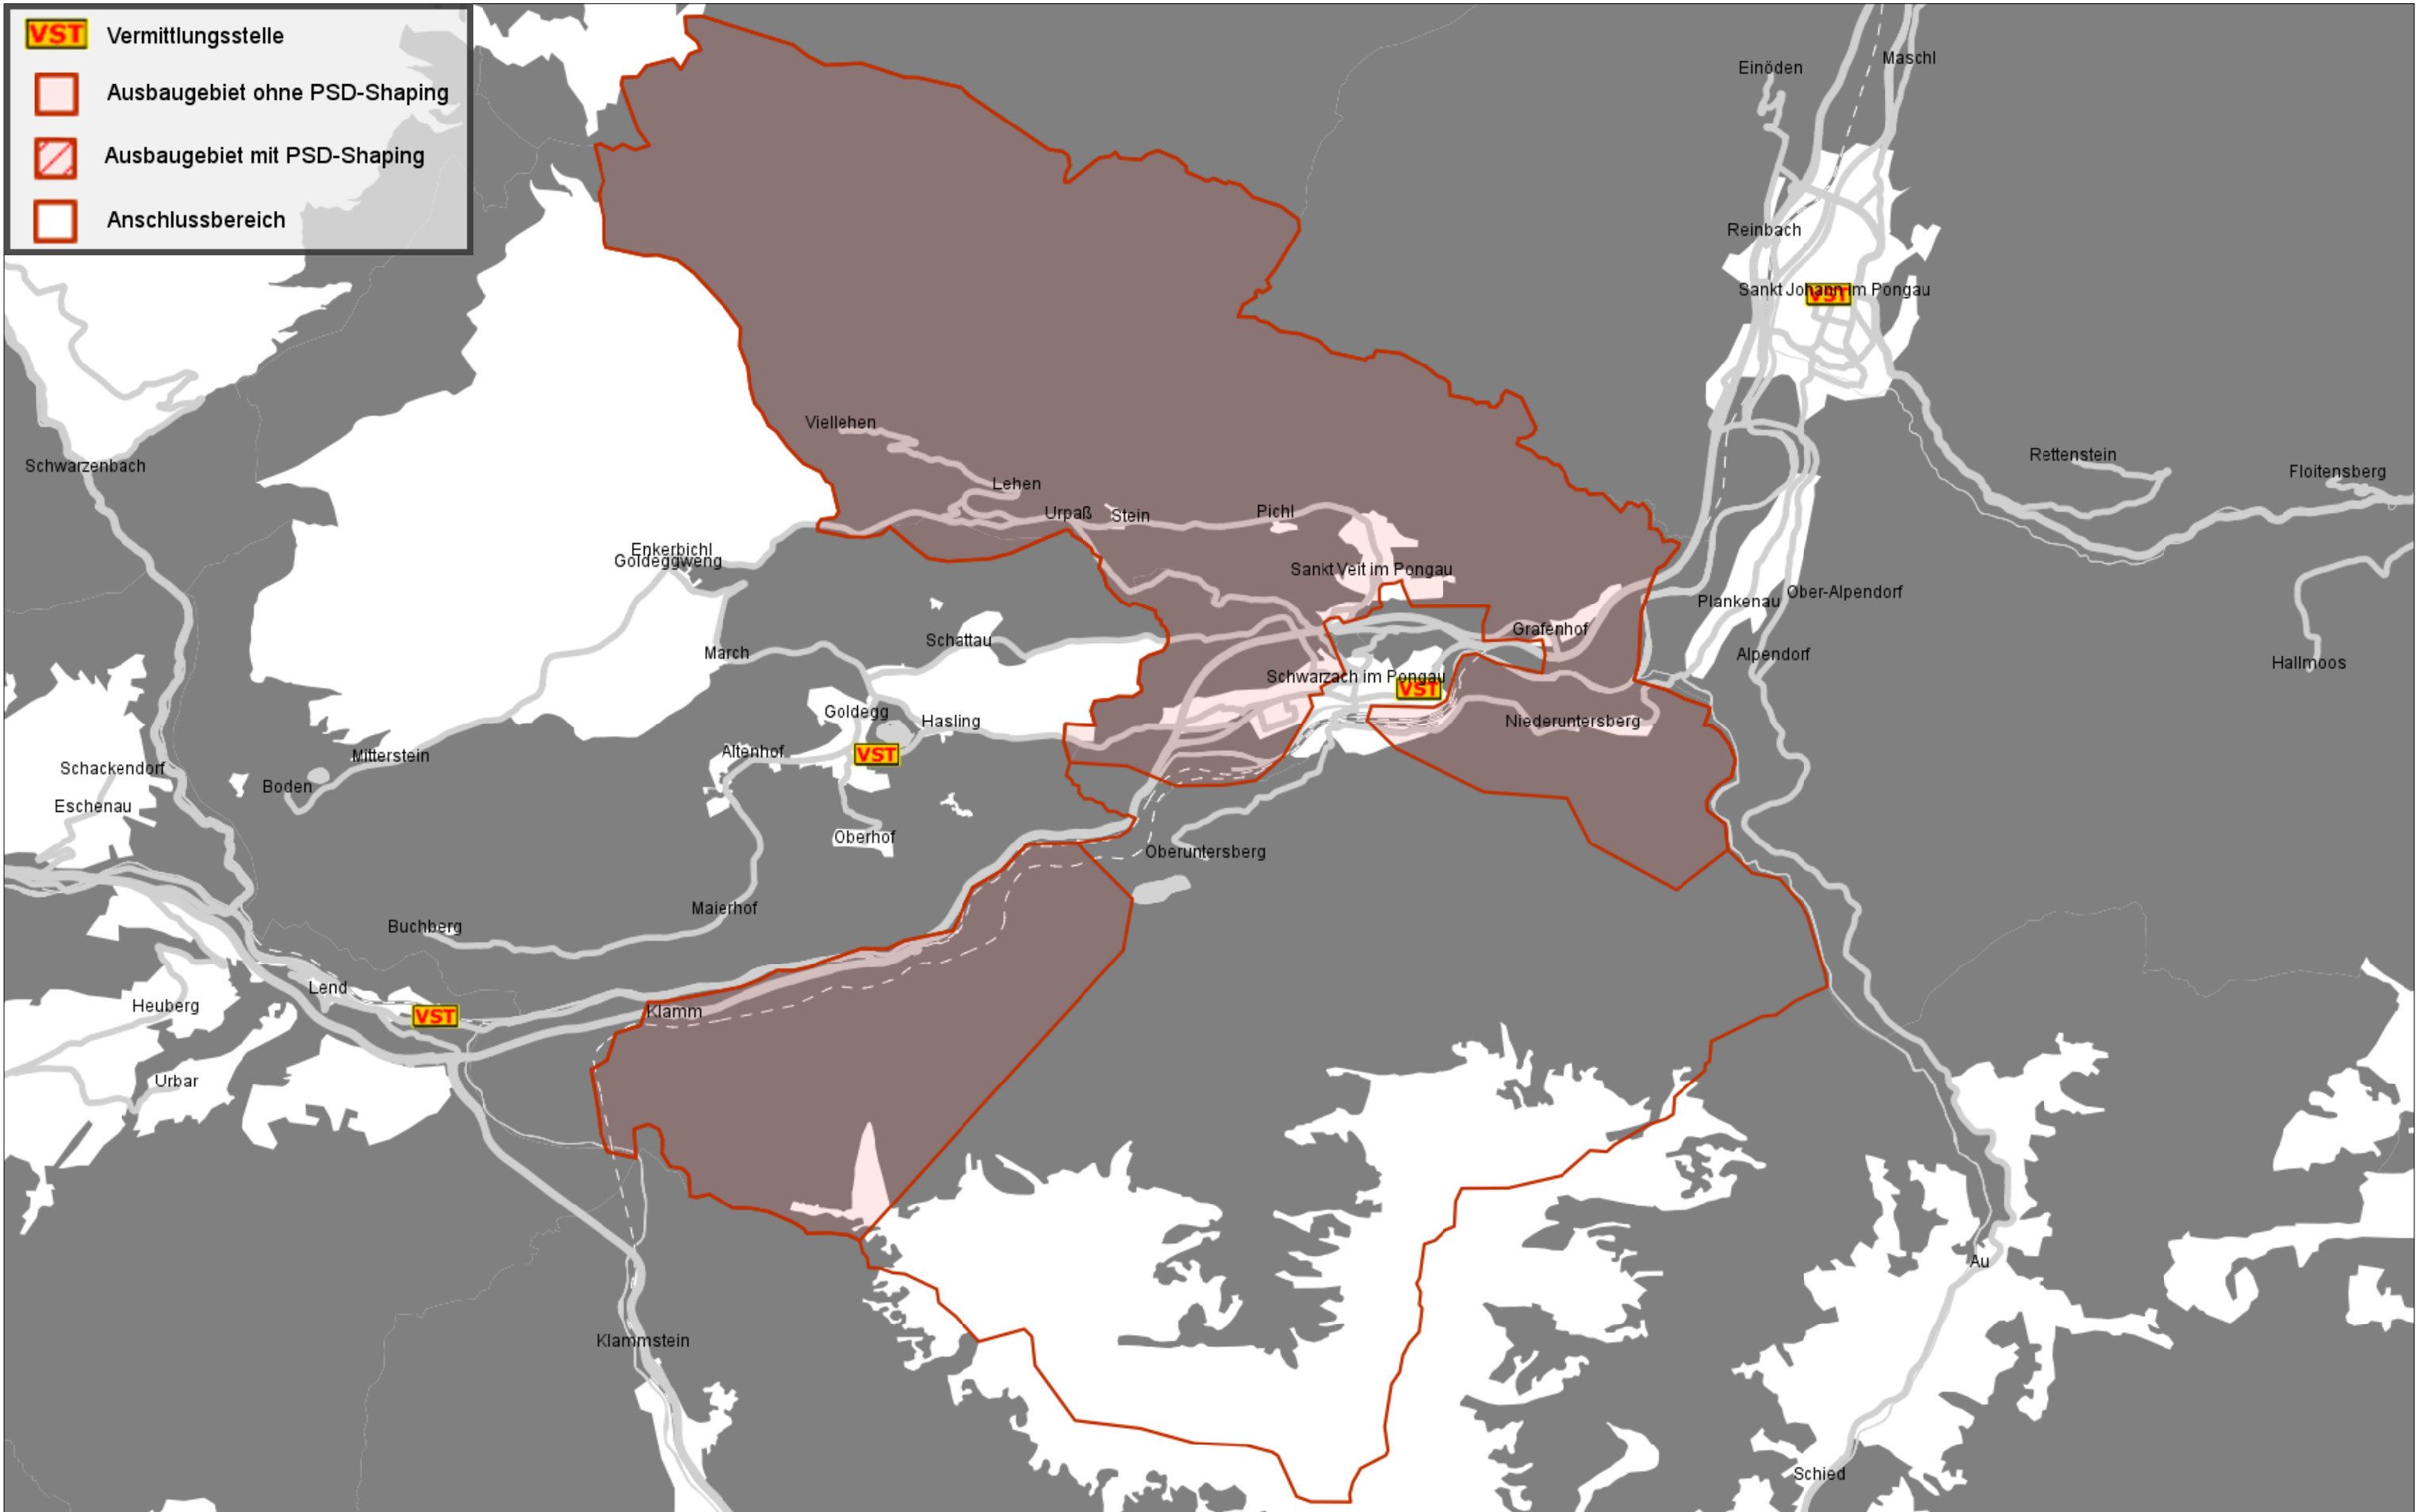 VST Vermittlungsstelle
Ausbaugebiet ohne PSD-Shaping
Ausbaugebiet mit PSD-Shaping
Anschlussbereich
Einöden
Maschl
Reinbach
Sankt Johann im Pongau
VST
Viellehen
Schwarzenbach
Lehen
Rettenstein
Floitensberg
Urpaß
Stein
Pichl
Enkerbichl
Goldeggweng
Sankt Veit im Pongau
Plankenau
Ober-Alpendorf
Schattau
Grafenhof
March
Alpendorf
Hallmoos
Schwarzach im Pongau
VST
Goldegg
Hasling
Niederuntersberg
Altenhof
VST
Mitterstein
Schackendorf
Boden
Eschenau
Oberhof
Oberuntersberg
Maierhof
Buchberg
Lend
Heuberg
VST
Klamm
Urbar
Au
Klammstein
Schied